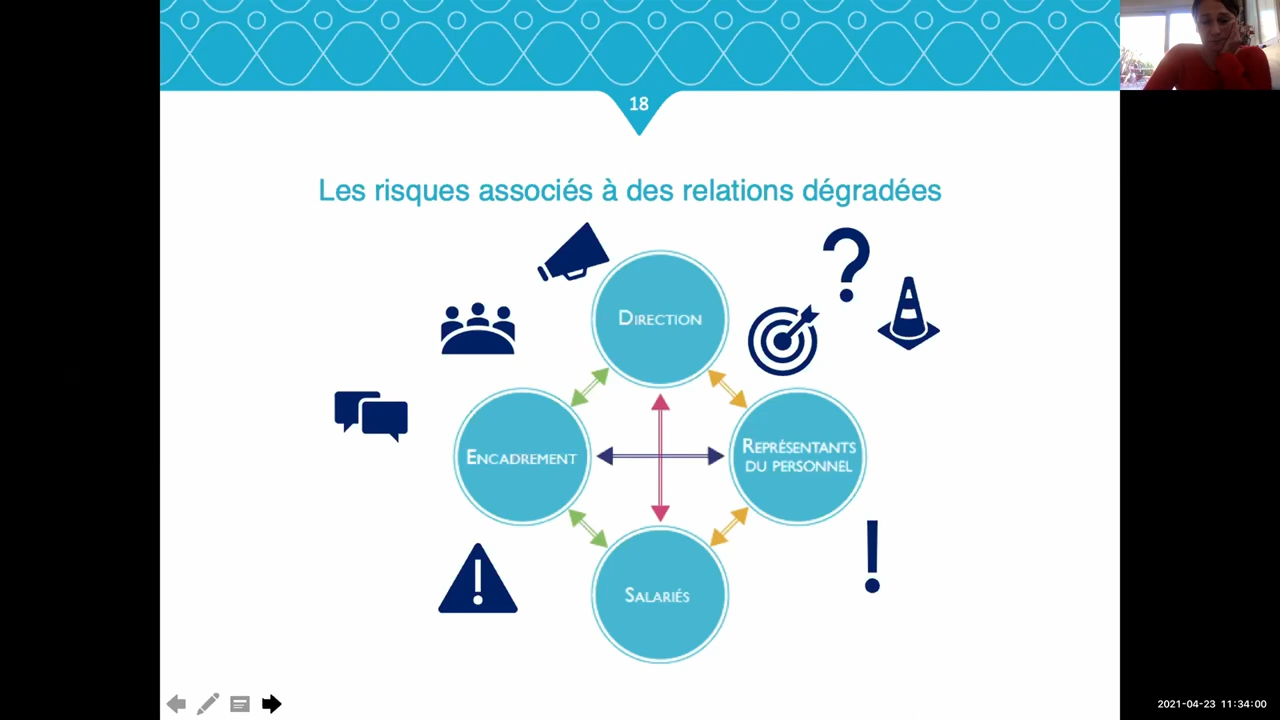 18
Les risques associés à des relations dégradées
DIRECTION
ENCADREMENT
REPRÉSENTANTS
DU PERSONNEL
SALARIÉS
2021-04-23 11:34:00